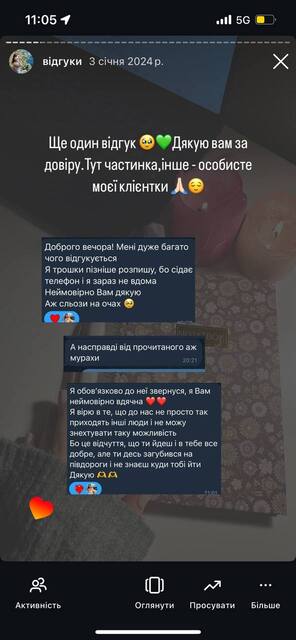 11:05
5G
відгуки 3 січня 2024 р.
Ще один відгук 🥹💚Дякую вам за
довіру.Тут частинка,інше - особисте
моєї клієнтки 🙏🏻😌
Доброго вечора! Мені дуже багато
чого відгукується
Я трошки пізніше розпишу, бо сідає
телефон і я зараз не вдома
Неймовірно Вам дякую
Аж сльози на очах 🥹
А насправді від прочитаного аж
мурахи
20:21
Я обов'язково до неї звернуся, я Вам
неймовірно вдячна ❤️❤️
Я вірю в те, що до нас не просто так
приходять інші люди і не можу
знехтувати таку можливість
Бо це відчуття, що ти йдеш і в тебе все
добре, але ти десь загубився на
півдороги і не знаєш куди тобі йти
Дякую 🫶🫶
Активність
Оглянути
Просувати
Більше